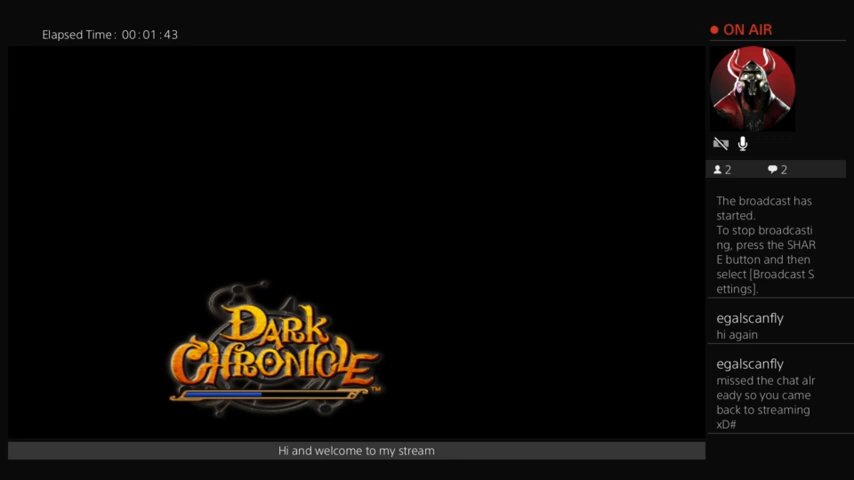 Elapsed Time: 00:01:43
ON AIR
2 2
The broadcast has
started.
To stop broadcasti
ng, press the SHAR
E button and then
select [Broadcast S
ettings].
egalscanfly
hi again
egalscanfly
missed the chat alr
eady so you came
back to streaming
xD#
DARK
CHRONICLE™
Hi and welcome to my stream